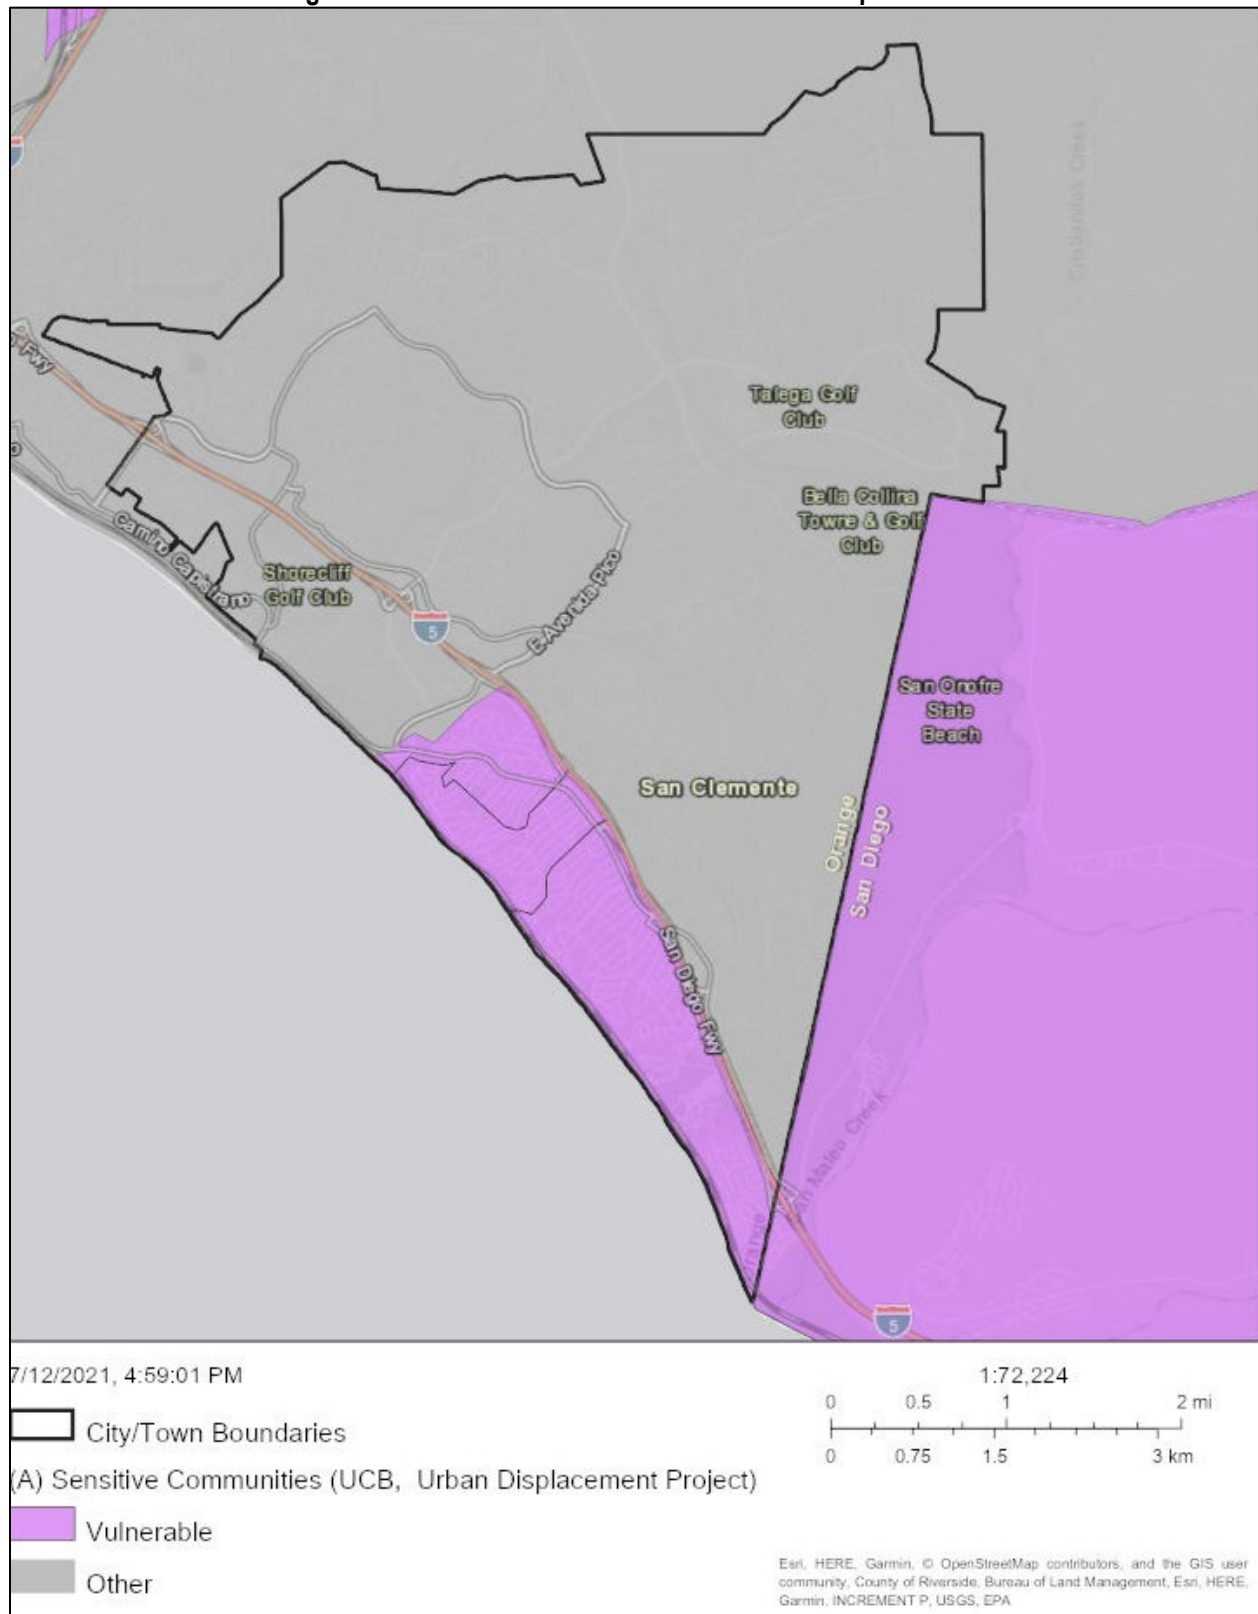 Cristianitos Creek
Fwy
Talega Golf
Club
Bella Collina
Towne & Golf
Club
Camino Capistrano
Shorecliff
Golf Club
E Avenida Pico
5
San Onofre
State
Beach
San Clemente
Orange
San Diego
San Diego Fwy
Mateo Creek
5
7/12/2021, 4:59:01 PM
1:72,224
0 0.5 1 2 mi
0 0.75 1.5 3 km
City/Town Boundaries
(A) Sensitive Communities (UCB, Urban Displacement Project)
Vulnerable
Other
Esri, HERE, Garmin, © OpenStreetMap contributors, and the GIS user
community, County of Riverside, Bureau of Land Management, Esri, HERE,
Garmin, INCREMENT P, USGS, EPA